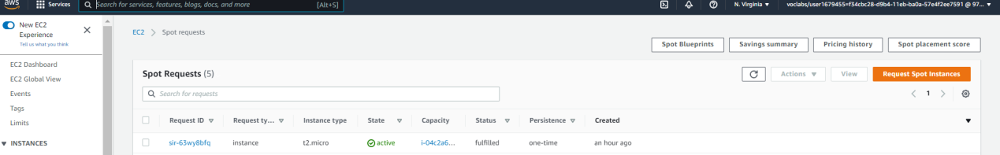 aws Services Search for services, features, blogs, docs, and more [Alt+S] N. Virginia ▼ voclabs/user1679455=f34cbc28-d9b4-11eb-ba0a-57e4f2ee7591 @ 97... ▼
New EC2
Experience
Tell us what you think
EC2 Dashboard
EC2 Global View
Events
Tags
Limits
▼ INSTANCES
EC2 > Spot requests
Spot Blueprints Savings summary Pricing history Spot placement score
Spot Requests (5) Actions ▼ View Request Spot Instances
Search for requests < 1 >
Request ID Request ty... Instance type State Capacity Status Persistence Created
sir-63wy8bfq instance t2.micro active i-04c2a6... fulfilled one-time an hour ago